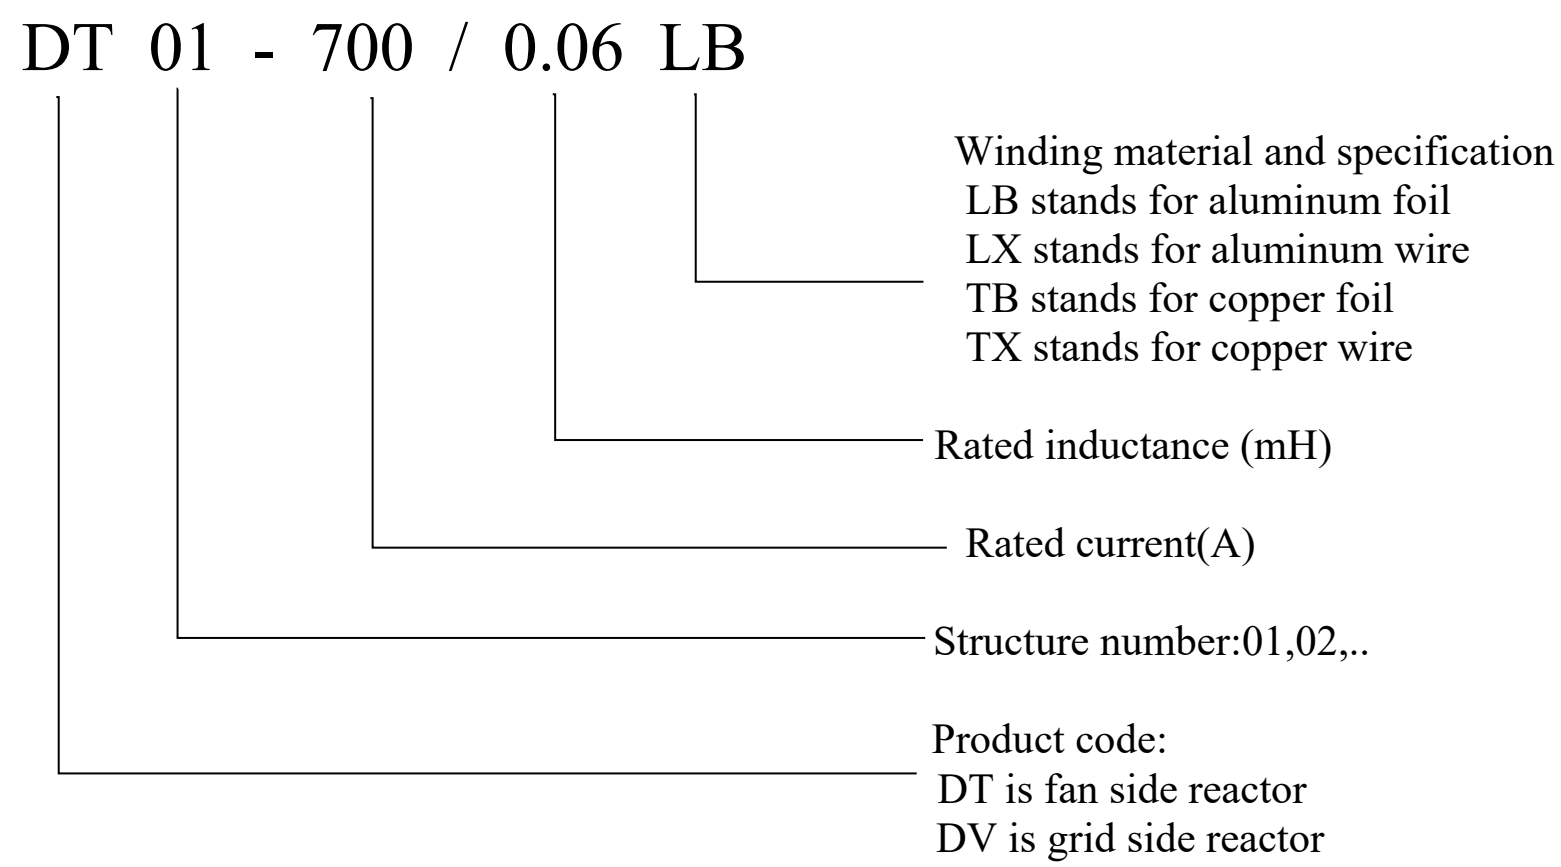 DT 01 - 700 / 0.06 LB
Winding material and specification
LB stands for aluminum foil
LX stands for aluminum wire
TB stands for copper foil
TX stands for copper wire
Rated inductance (mH)
Rated current(A)
Structure number:01,02,..
Product code:
DT is fan side reactor
DV is grid side reactor